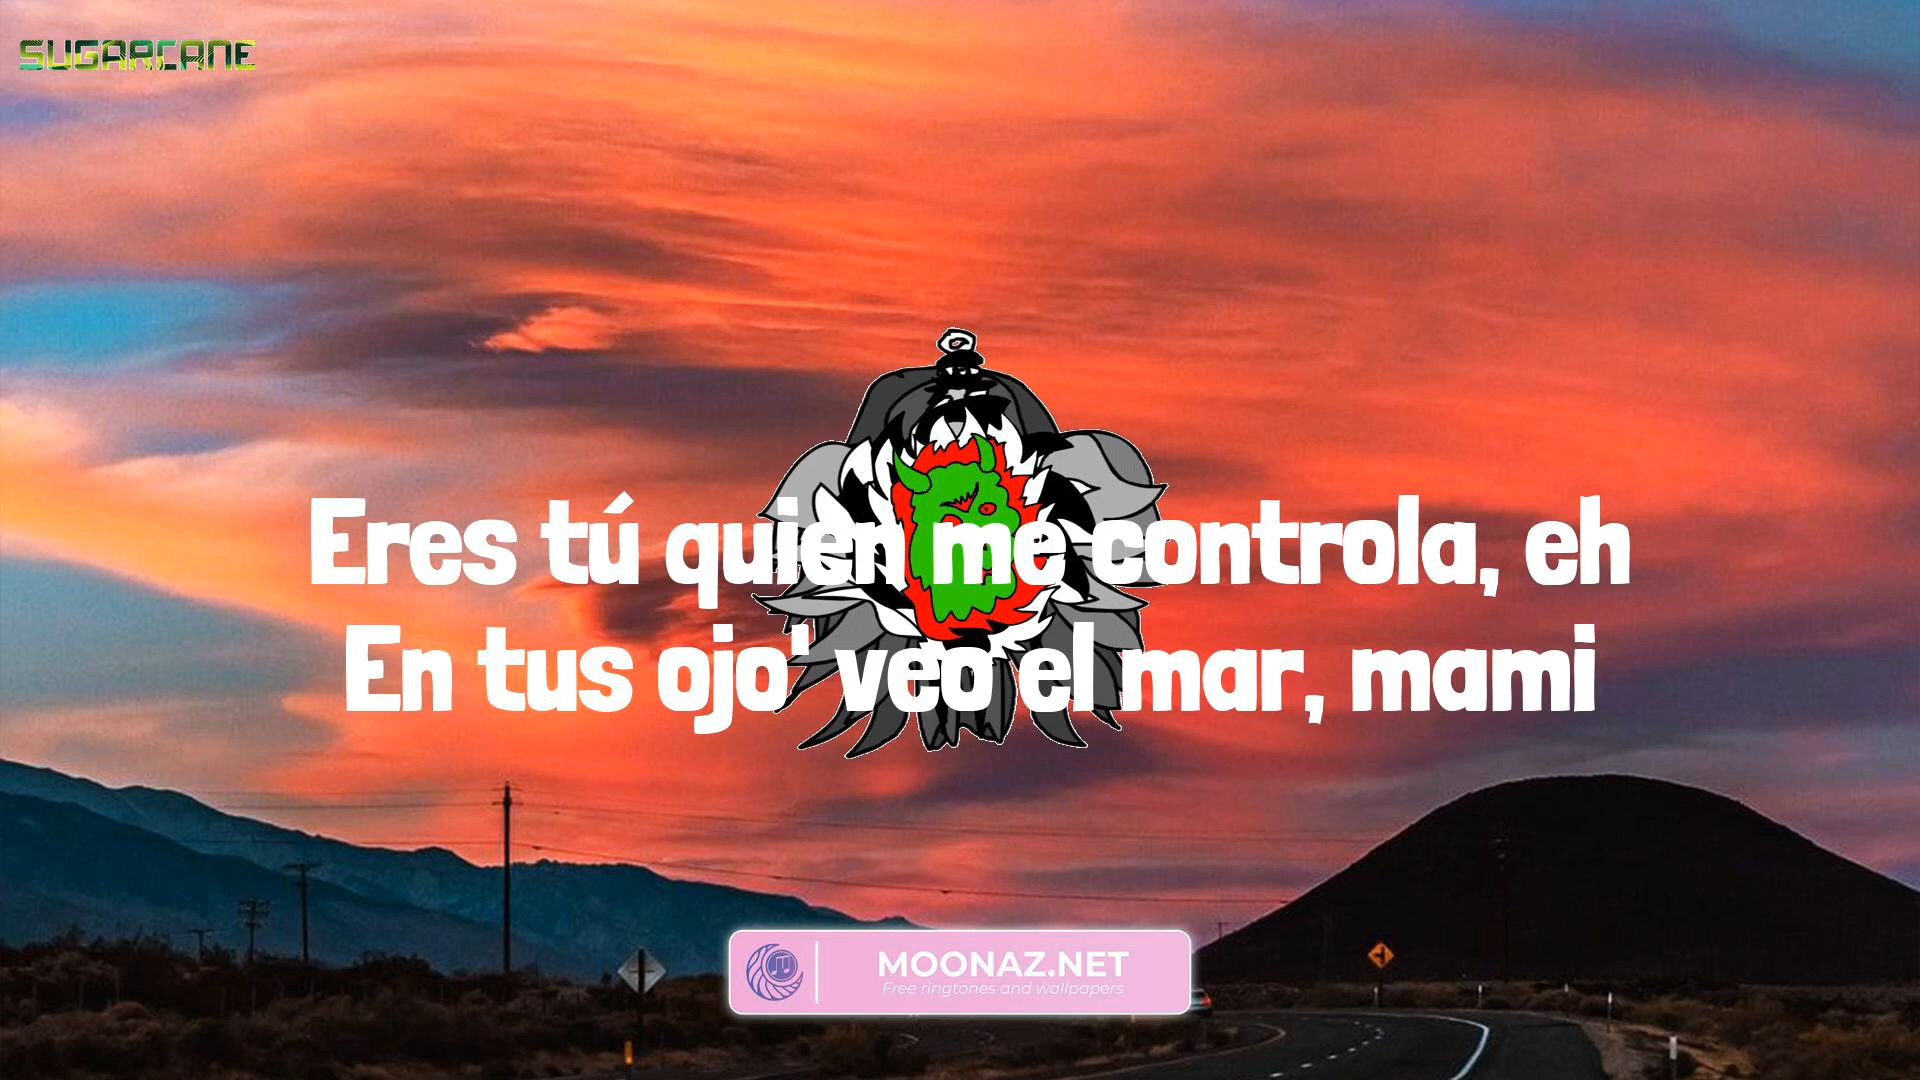 SUGARCANE
Eres tú quien me controla, eh
En tus ojo' veo el mar, mami
MOONAZ.NET
Free ringtones and wallpapers